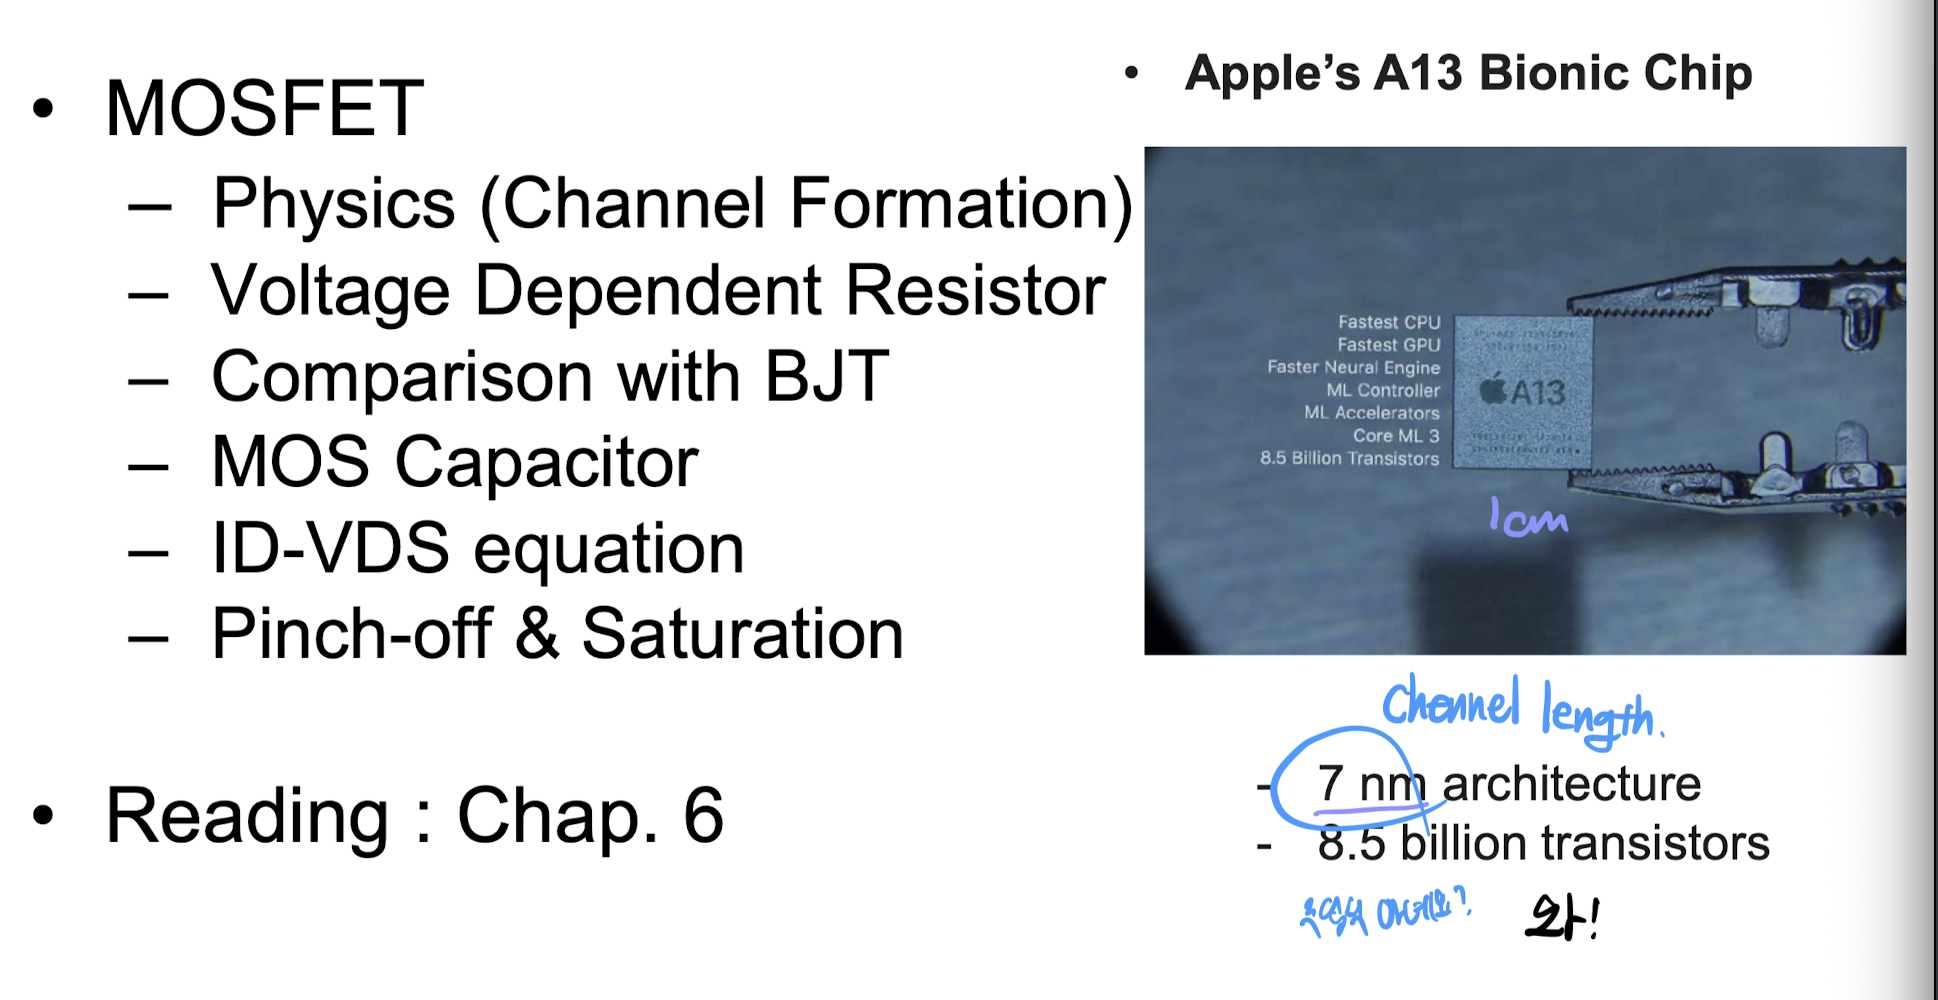 • MOSFET
– Physics (Channel Formation)
– Voltage Dependent Resistor
– Comparison with BJT
– MOS Capacitor
– ID-VDS equation
– Pinch-off & Saturation
• Reading : Chap. 6
• Apple’s A13 Bionic Chip
Fastest CPU
Fastest GPU
Faster Neural Engine
ML Controller
ML Accelerators
Core ML 3
8.5 Billion Transistors
A13
1cm
Channel length.
- 7 nm architecture
- 8.5 billion transistors
와!